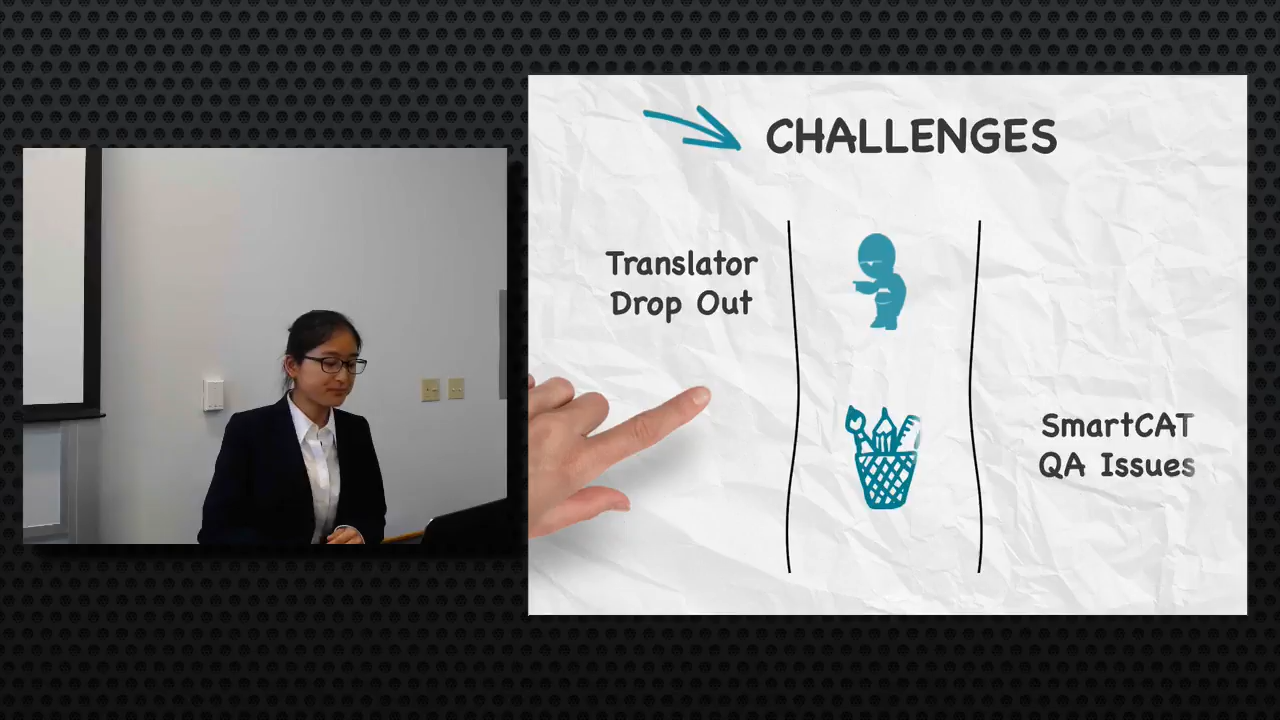 CHALLENGES
Translator
Drop Out
SmartCAT
QA Issues